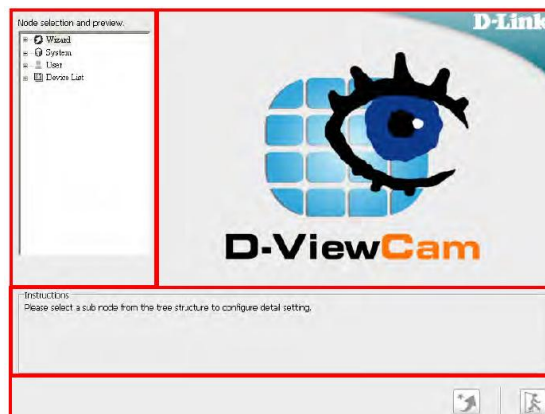 Node selection and preview.
Wizard
System
User
Device List
D-Link
D-ViewCam
Instructions
Please select a sub node from the tree structure to configure detail setting.